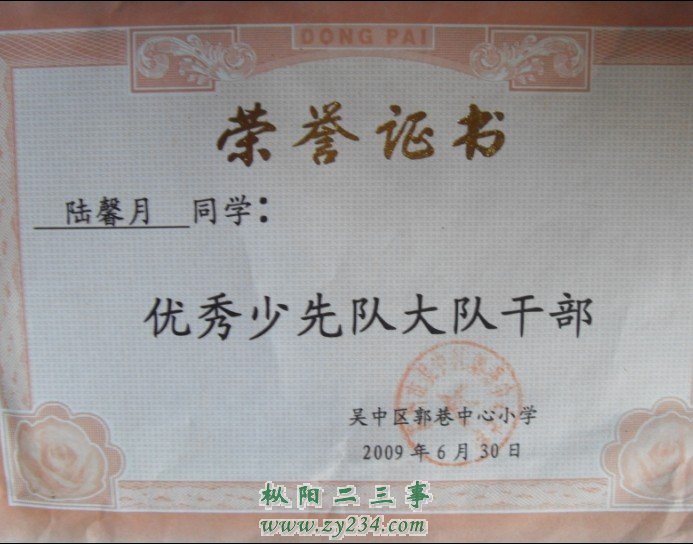 DONG PAI
荣誉证书
陆馨月 同学：
优秀少先队大队干部
吴中区郭巷中心小学
2009年6月30日
枞阳二三事
www.zy234.com